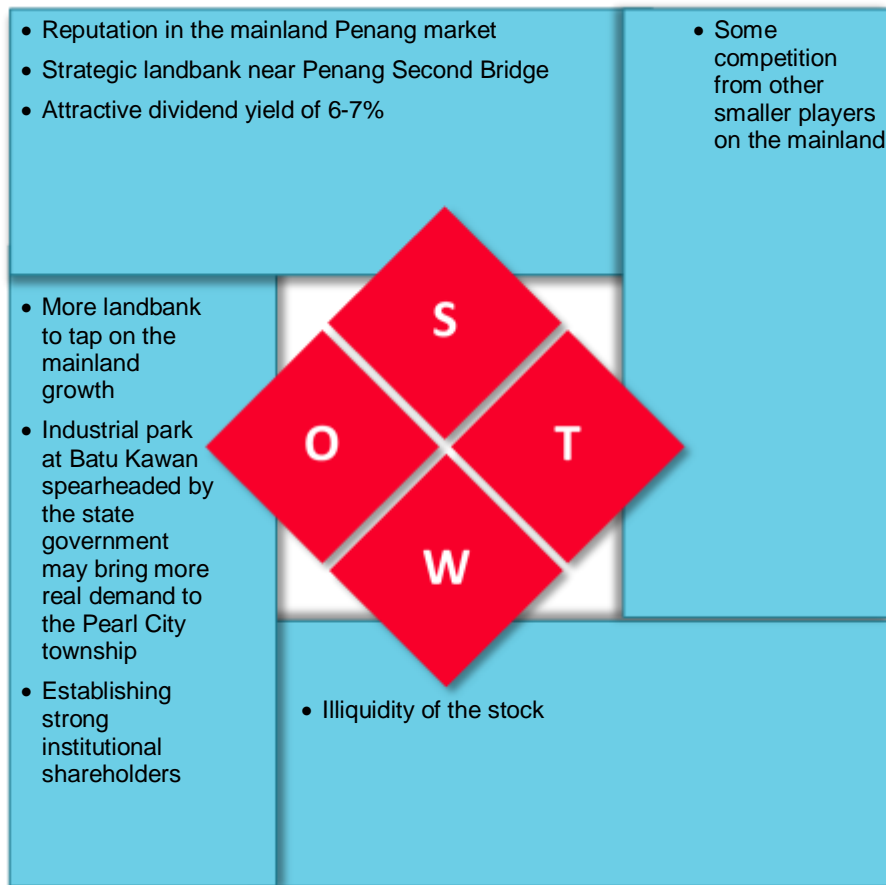 • Reputation in the mainland Penang market
• Strategic landbank near Penang Second Bridge
• Attractive dividend yield of 6-7%
• Some
competition
from other
smaller players
on the mainland
S
O
T
W
• More landbank
to tap on the
mainland
growth
• Industrial park
at Batu Kawan
spearheaded by
the state
government
may bring more
real demand to
the Pearl City
township
• Establishing
strong
institutional
shareholders
• Illiquidity of the stock